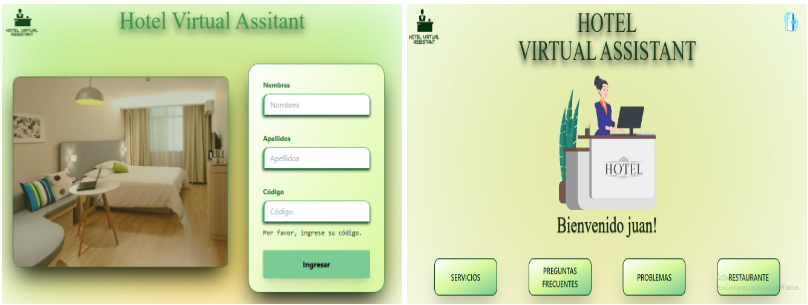 HOTEL VIRTUAL
ASSISTANT
Hotel Virtual Assitant
Nombres
Nombres
Apellidos
Apellidos
Código
Código
Por favor, ingrese su código.
Ingresar
HOTEL VIRTUAL
ASSISTANT
HOTEL
VIRTUAL ASSISTANT
HOTEL
Bienvenido juan!
SERVICIOS
PREGUNTAS
FRECUENTES
PROBLEMAS
RESTAURANTE